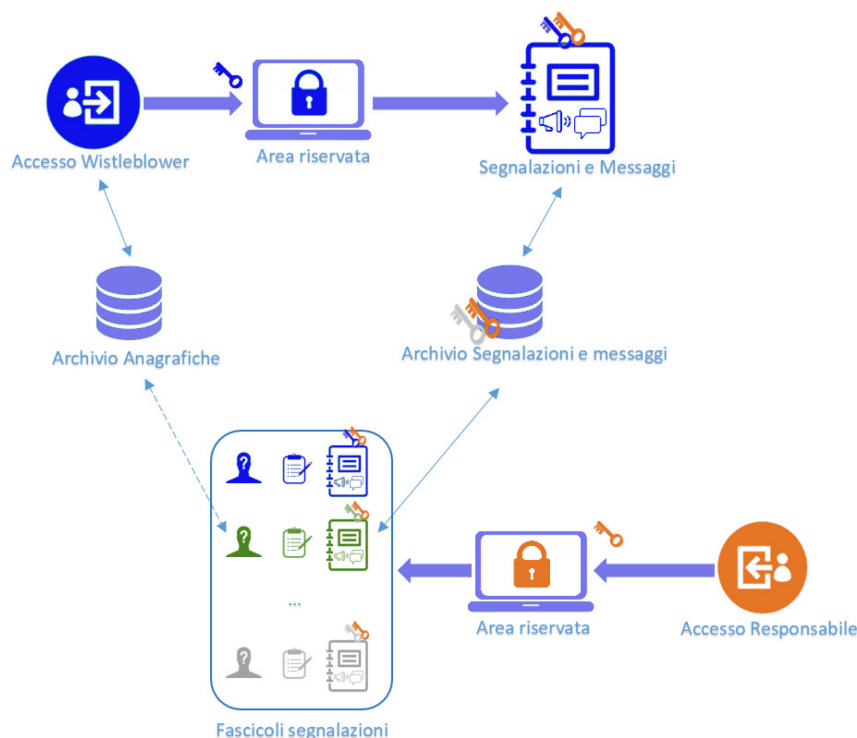 Accesso Wistleblower
Area riservata
Segnalazioni e Messaggi
Archivio Anagrafiche
Archivio Segnalazioni e messaggi
?
?
...
?
Area riservata
Accesso Responsabile
Fascicoli segnalazioni